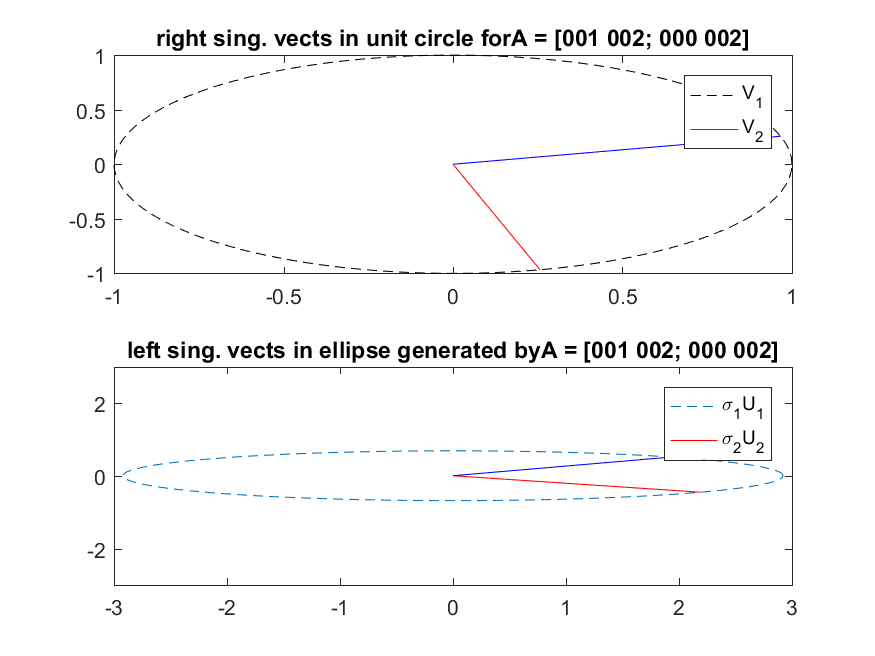 right sing. vects in unit circle forA = [001 002; 000 002]
1
0.5
0
-0.5
-1
V1
V2
-1 -0.5 0 0.5 1
left sing. vects in ellipse generated byA = [001 002; 000 002]
2
0
-2
σ1U1
σ2U2
-3 -2 -1 0 1 2 3